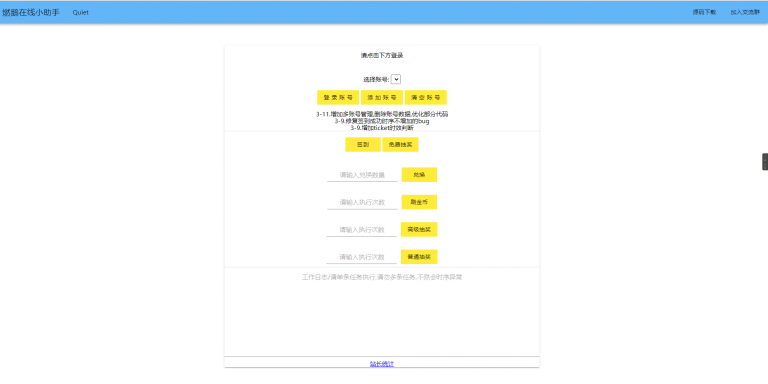 燃翡在线小助手 Quiet 源码下载 加入交流群
请点击下方登录
选择账号:
登 录 账 号 添 加 账 号 清 空 账 号
3-11.增加多账号管理,删除账号数据,优化部分代码
3-9.修复签到成功时序不增加的bug
3-9.增加ticket时效判断
签到 免费抽奖
请输入兑换数量 兑换
请输入执行次数 刷金币
请输入执行次数 高级抽奖
请输入执行次数 普通抽奖
工作日志/请单条任务执行,请勿多条任务,不然会时序异常
站长统计